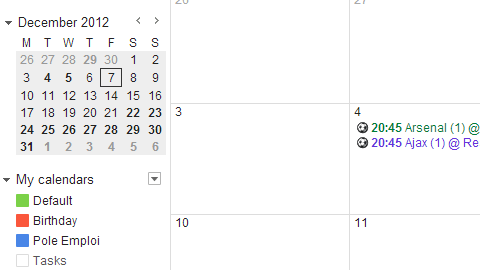 December 2012
M T W T F S S
26 27 28 29 30 1 2
3 4 5 6 7 8 9
10 11 12 13 14 15 16
17 18 19 20 21 22 23
24 25 26 27 28 29 30
31 1 2 3 4 5 6
My calendars
Default
Birthday
Pole Emploi
Tasks
26 27
3 4
20:45 Arsenal (1) @
20:45 Ajax (1) @ Re
10 11